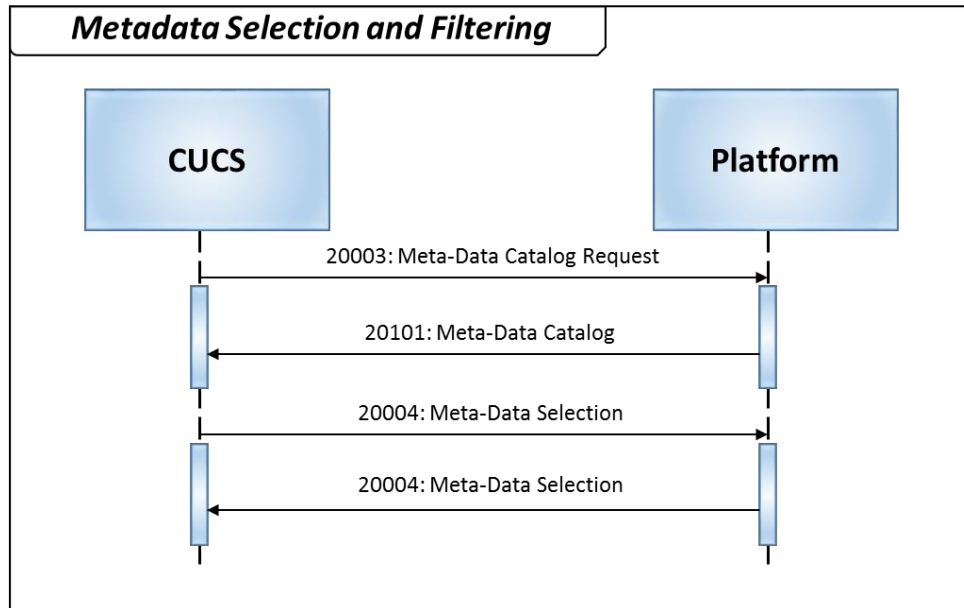 Metadata Selection and Filtering
CUCS
Platform
20003: Meta-Data Catalog Request
20101: Meta-Data Catalog
20004: Meta-Data Selection
20004: Meta-Data Selection